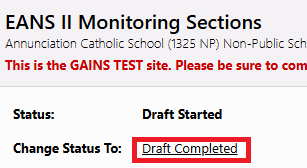 EANS II Monitoring Sections
Annunciation Catholic School (1325 NP) Non-Public Sch
This is the GAINS TEST site. Please be sure to com
Status: Draft Started
Change Status To: Draft Completed